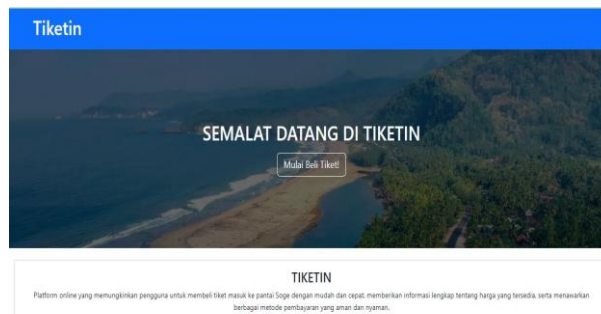 Tiketin
SEMALAT DATANG DI TIKETIN
Mulai Beli Tiket!
TIKETIN
Platform online yang memungkinkan pengguna untuk membeli tiket masuk ke pantai Soge dengan mudah dan cepat. memberikan informasi lengkap tentang harga yang tersedia, serta menawarkan
berbagai metode pembayaran yang aman dan nyaman.